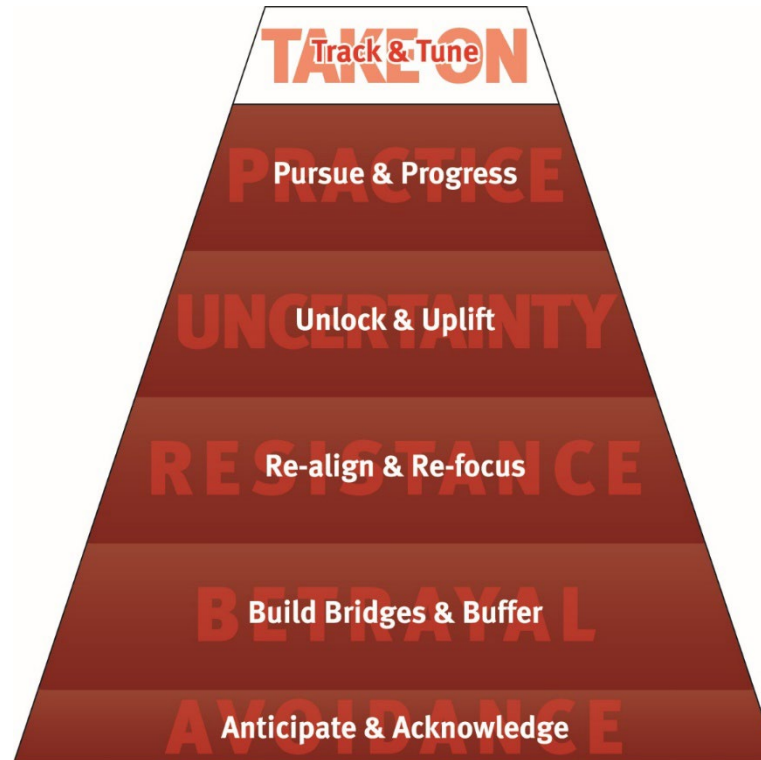 TAKE ON
Track & Tune
PRACTICE
Pursue & Progress
UNCERTAINTY
Unlock & Uplift
RESISTANCE
Re-align & Re-focus
BETRAYAL
Build Bridges & Buffer
AVOIDANCE
Anticipate & Acknowledge